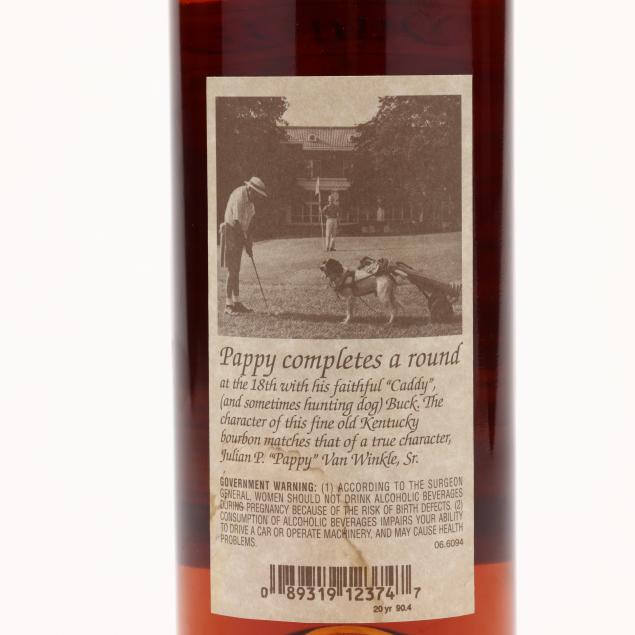 Pappy completes a round
at the 18th with his faithful "Caddy",
(and sometimes hunting dog) Buck. The
character of this fine old Kentucky
bourbon matches that of a true character,
Julian P. "Pappy" Van Winkle, Sr.
GOVERNMENT WARNING: (1) ACCORDING TO THE SURGEON
GENERAL, WOMEN SHOULD NOT DRINK ALCOHOLIC BEVERAGES
DURING PREGNANCY BECAUSE OF THE RISK OF BIRTH DEFECTS. (2)
CONSUMPTION OF ALCOHOLIC BEVERAGES IMPAIRS YOUR ABILITY
TO DRIVE A CAR OR OPERATE MACHINERY, AND MAY CAUSE HEALTH
PROBLEMS.
06.6094
0 89319 12374 7
20 yr 90.4